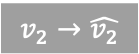 v₂ → v̂₂